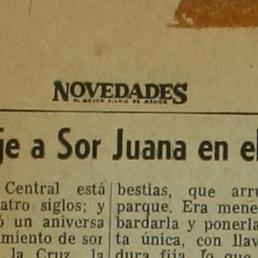 NOVEDADES
EL MEJOR DIARIO DE MEXICO
je a Sor Juana en el
Central está
atro siglos; y
ó un aniversa
miento de sor
la Cruz, la
bestias, que arru
parque. Era mene
bardarla y ponerla
ta única, con llav
dura fija. Lo que